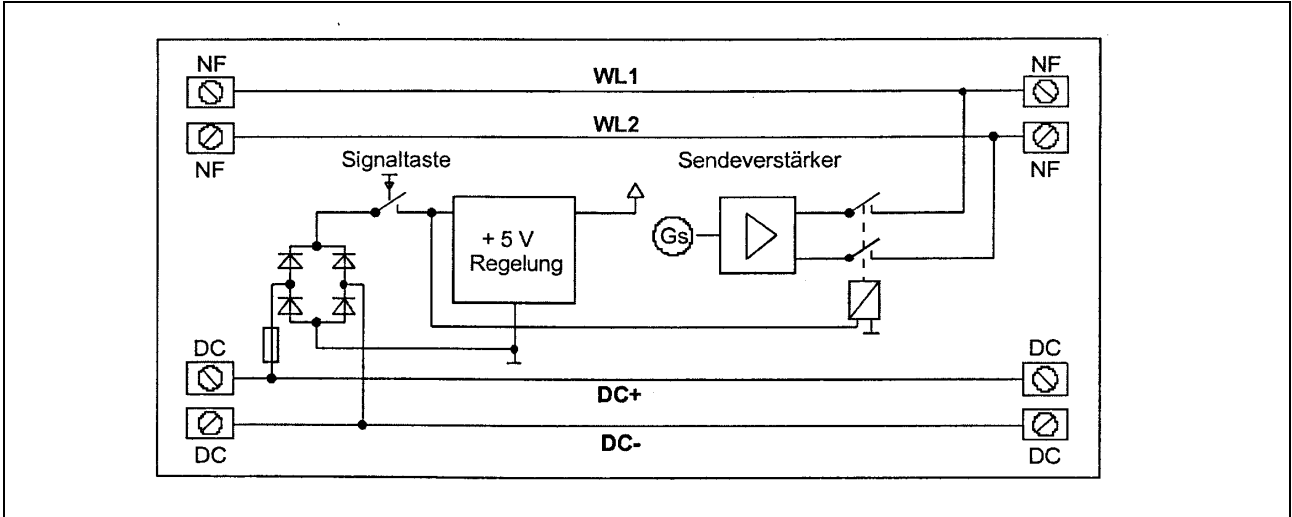 NF
WL1
NF
WL2
NF
NF
Signaltaste
Sendeverstärker
+ 5 V
Regelung
Gs
DC
DC
DC+
DC-
DC
DC